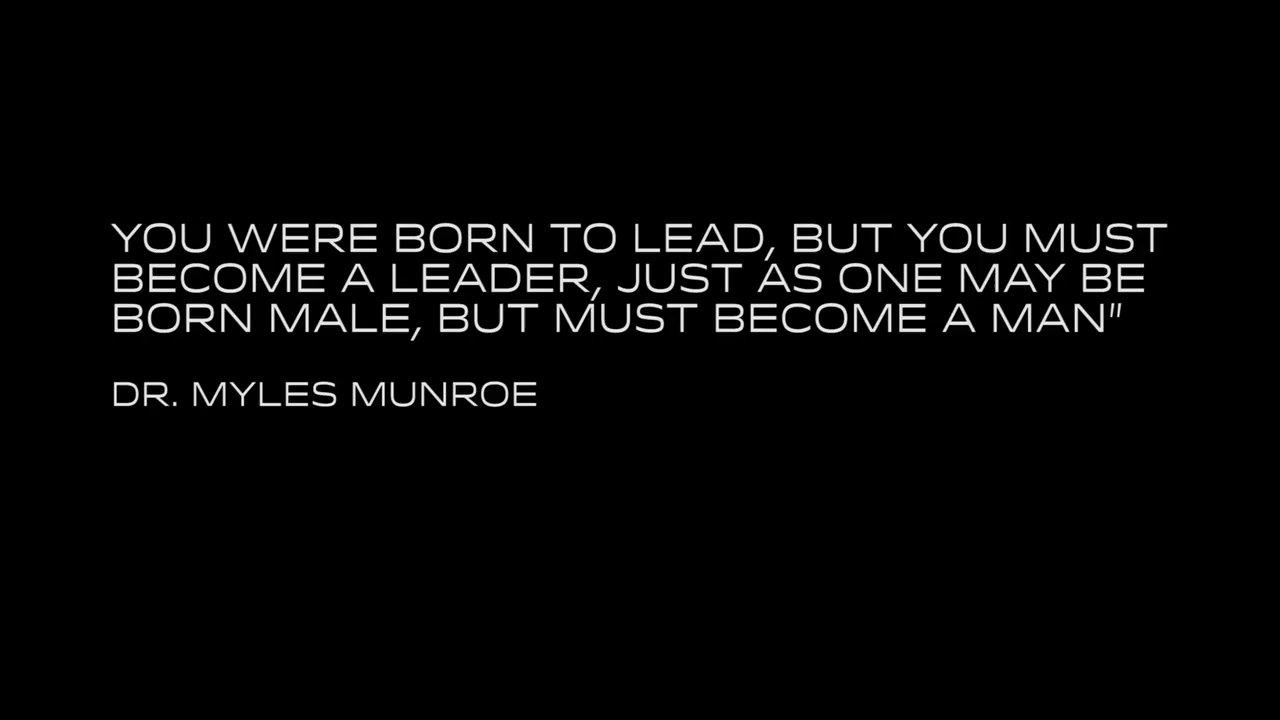 YOU WERE BORN TO LEAD, BUT YOU MUST
BECOME A LEADER, JUST AS ONE MAY BE
BORN MALE, BUT MUST BECOME A MAN"
DR. MYLES MUNROE